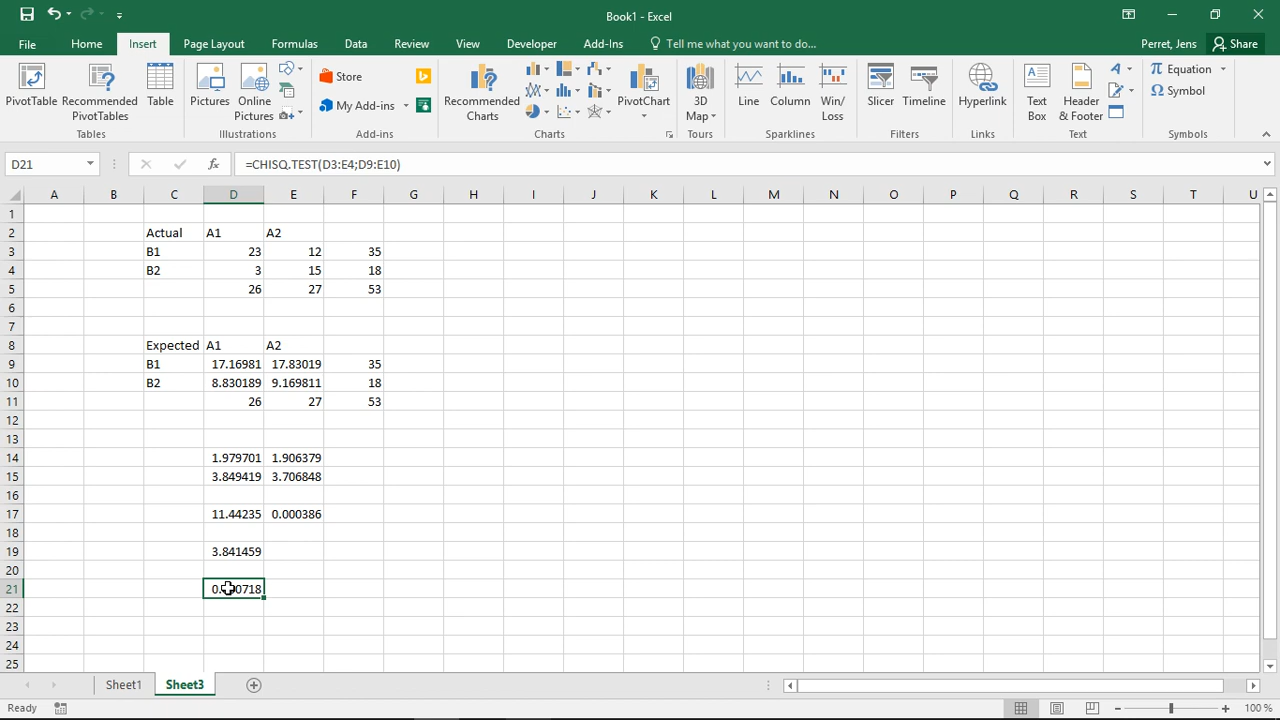 Book1 - Excel
File Home Insert Page Layout Formulas Data Review View Developer Add-Ins Tell me what you want to do... Perret, Jens Share
PivotTable Recommended PivotTables Table
Pictures Online Pictures
Store
My Add-ins
Recommended Charts
PivotChart
3D Map
Line Column Win/Loss
Slicer Timeline
Hyperlink
Text Box
Header & Footer
Equation
Symbol
Tables Illustrations Add-ins Charts Tours Sparklines Filters Links Text Symbols
D21 fx =CHISQ.TEST(D3:E4;D9:E10)
A B C D E F G H I J K L M N O P Q R S T U
1
2 Actual A1 A2
3 B1 23 12 35
4 B2 3 15 18
5 26 27 53
6
7
8 Expected A1 A2
9 B1 17.16981 17.83019 35
10 B2 8.830189 9.169811 18
11 26 27 53
12
13
14 1.979701 1.906379
15 3.849419 3.706848
16
17 11.44235 0.000386
18
19 3.841459
20
21
22
23
24
25
Sheet1 Sheet3
Ready 100 %